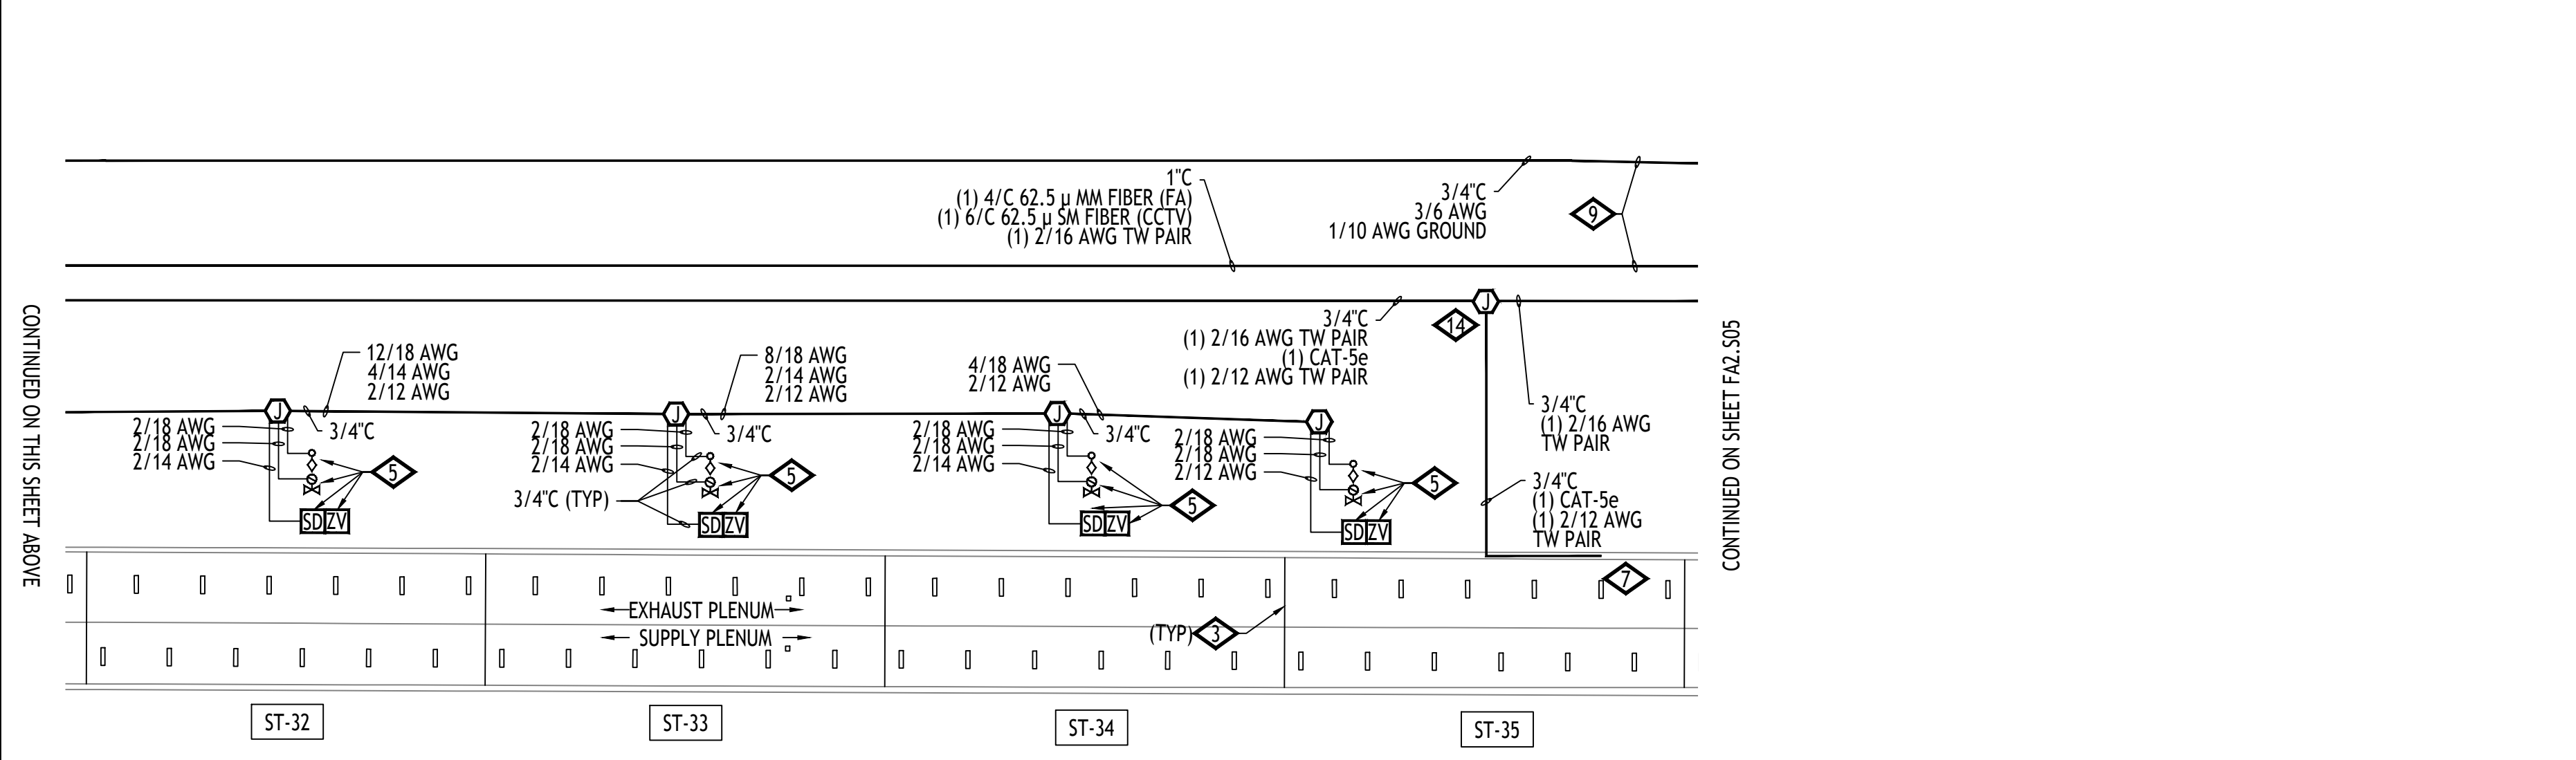 1"C
(1) 4/C 62.5 µ MM FIBER (FA)
(1) 6/C 62.5 µ SM FIBER (CCTV)
(1) 2/16 AWG TW PAIR
3/4"C
3/6 AWG
1/10 AWG GROUND
9
CONTINUED ON THIS SHEET ABOVE
12/18 AWG
4/14 AWG
2/12 AWG
J
3/4"C
2/18 AWG
2/18 AWG
2/14 AWG
5
SD ZV
8/18 AWG
2/14 AWG
2/12 AWG
J
3/4"C
2/18 AWG
2/18 AWG
2/14 AWG
3/4"C (TYP)
5
SD ZV
4/18 AWG
2/12 AWG
J
3/4"C
2/18 AWG
2/18 AWG
2/14 AWG
5
SD ZV
3/4"C
(1) 2/16 AWG TW PAIR
(1) CAT-5e
(1) 2/12 AWG TW PAIR
J
2/18 AWG
2/18 AWG
2/12 AWG
5
SD ZV
J
14
3/4"C
(1) 2/16 AWG
TW PAIR
3/4"C
(1) CAT-5e
(1) 2/12 AWG
TW PAIR
7
CONTINUED ON SHEET FA2.S05
EXHAUST PLENUM
SUPPLY PLENUM
(TYP) 3
ST-32
ST-33
ST-34
ST-35